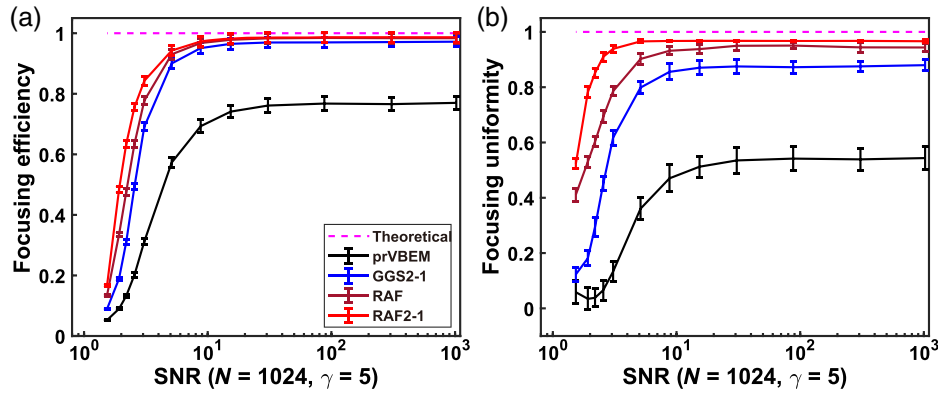 (a)
Focusing efficiency
1
0.8
0.6
0.4
0.2
0
Theoretical
prVBEM
GGS2-1
RAF
RAF2-1
10^0
10^1
10^2
10^3
SNR (N = 1024, γ = 5)
(b)
Focusing uniformity
1
0.8
0.6
0.4
0.2
0
10^0
10^1
10^2
10^3
SNR (N = 1024, γ = 5)